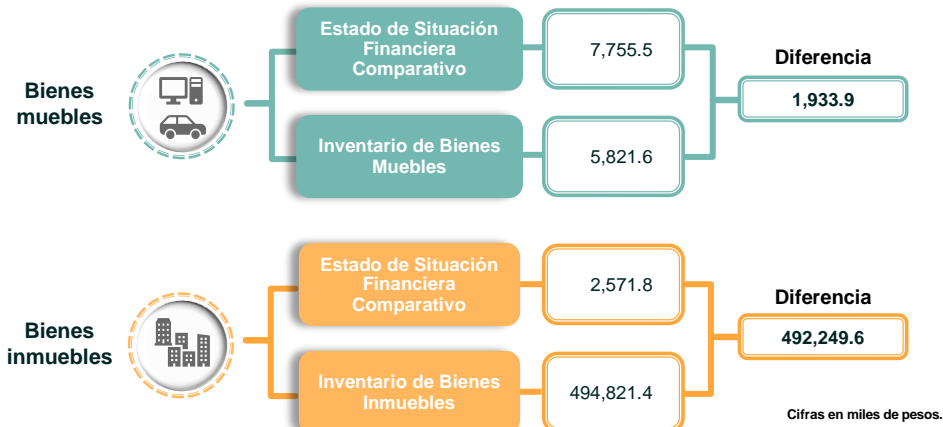 Bienes
muebles
Estado de Situación
Financiera
Comparativo
7,755.5
Inventario de Bienes
Muebles
5,821.6
Diferencia
1,933.9
Bienes
inmuebles
Estado de Situación
Financiera
Comparativo
2,571.8
Inventario de Bienes
Inmuebles
494,821.4
Diferencia
492,249.6
Cifras en miles de pesos.